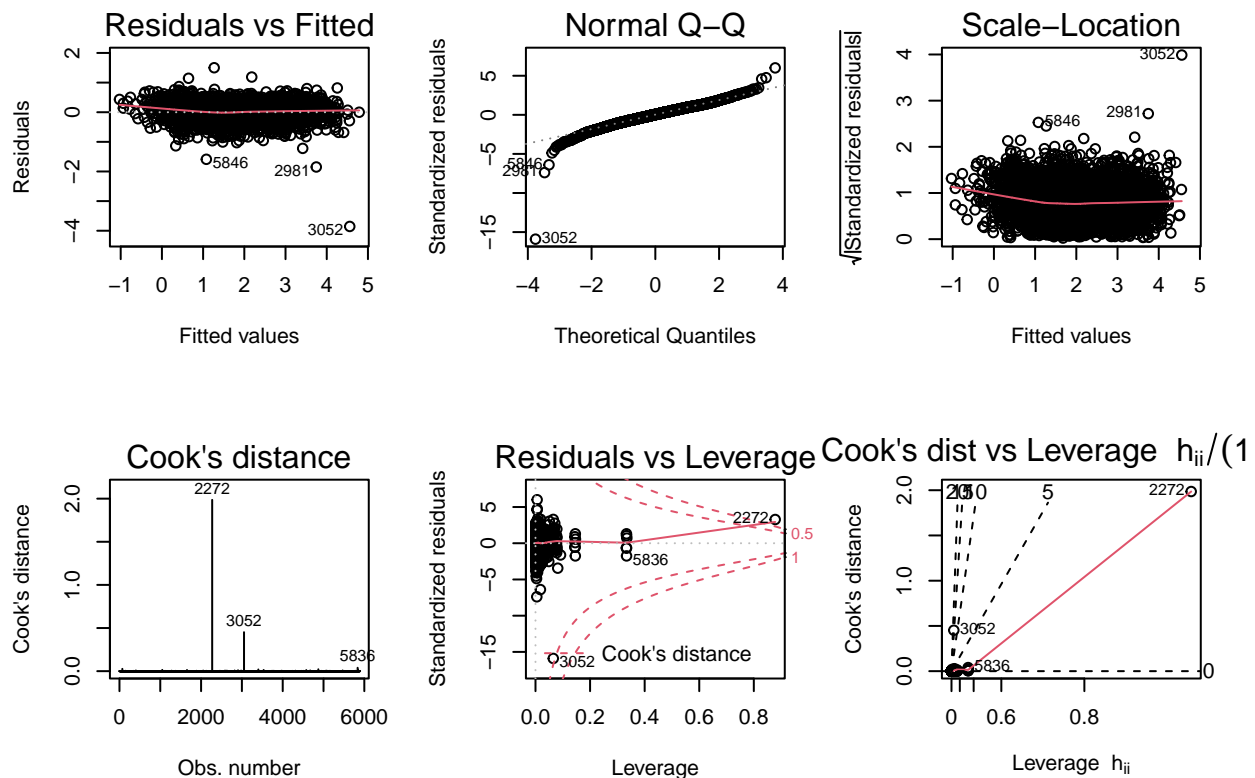 Residuals vs Fitted
Residuals
2
0
−2
−4
5846
2981
3052
−1 0 1 2 3 4 5
Fitted values
Normal Q−Q
Standardized residuals
5
0
−5
−15
5846
2981
3052
−4 −2 0 2 4
Theoretical Quantiles
Scale−Location
√|Standardized residuals|
4
3
2
1
0
3052
2981
5846
−1 0 1 2 3 4 5
Fitted values
Cook's distance
Cook's distance
2.0
1.0
0.0
2272
3052
5836
0 2000 4000 6000
Obs. number
Residuals vs Leverage
Standardized residuals
5
0
−5
−15
2272
5836
3052
Cook's distance
0.5
1
0.0 0.2 0.4 0.6 0.8
Leverage
Cook's dist vs Leverage hii/(1
Cook's distance
2.0
1.0
0.0
10
5
2272
3052
5836
0
0 0.6 0.8
Leverage hii